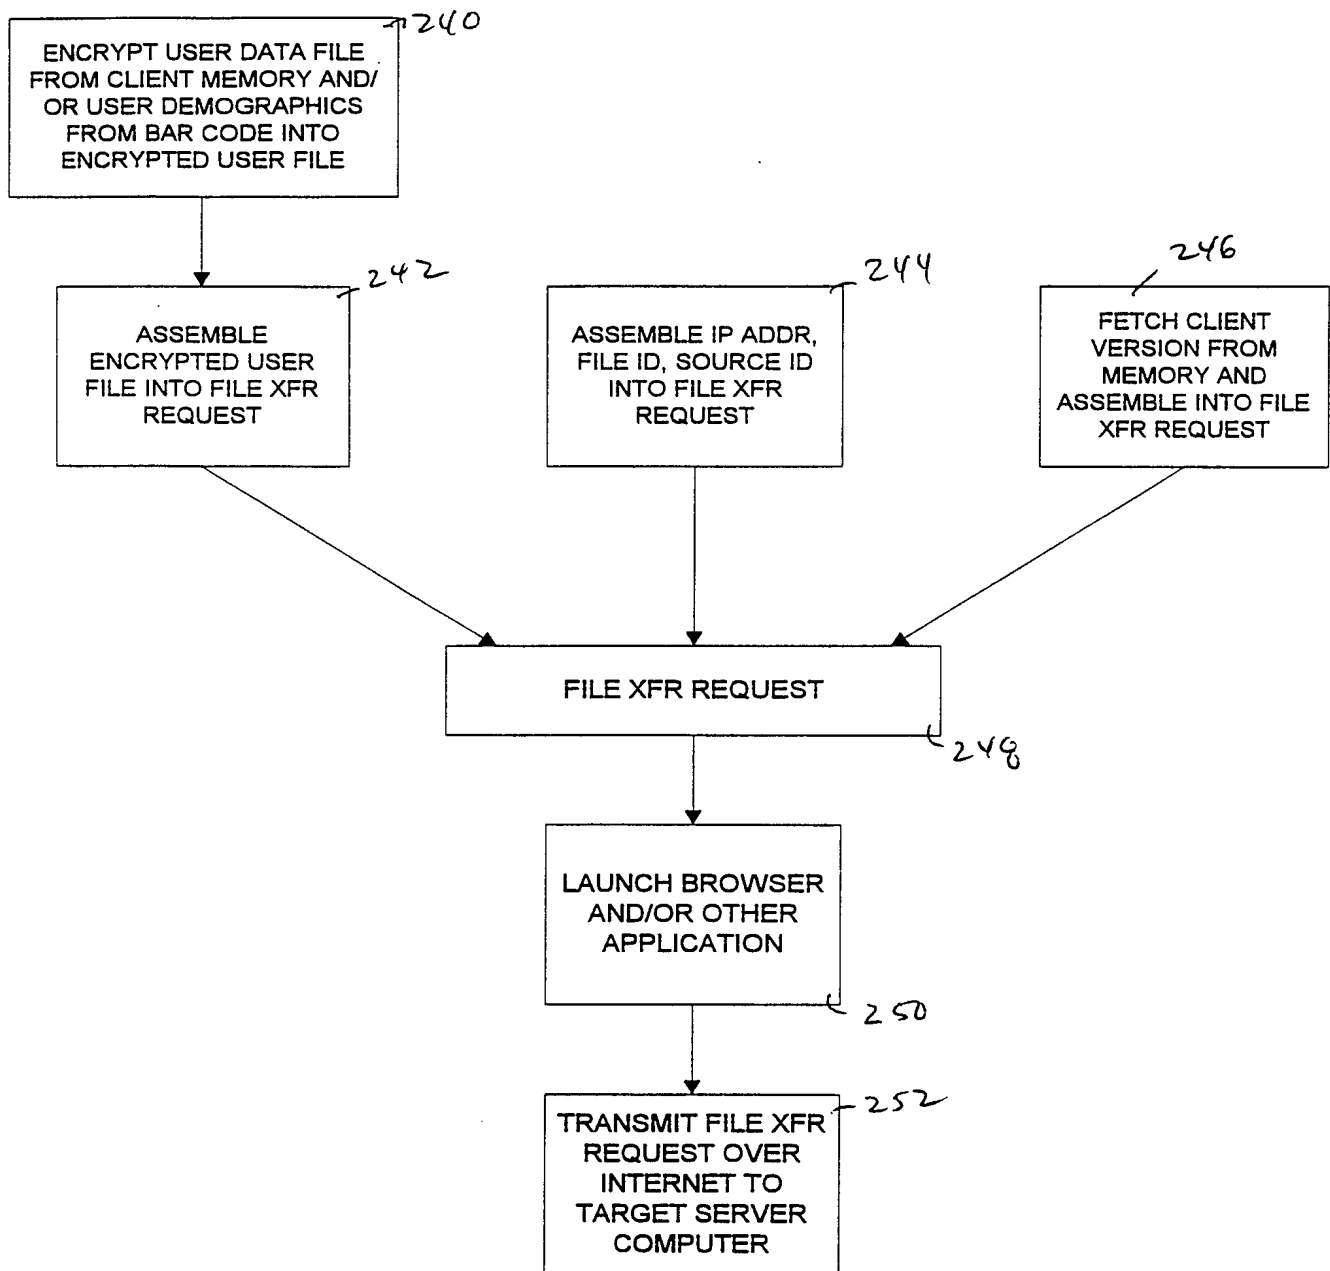 240
ENCRYPT USER DATA FILE
FROM CLIENT MEMORY AND/
OR USER DEMOGRAPHICS
FROM BAR CODE INTO
ENCRYPTED USER FILE
242
ASSEMBLE
ENCRYPTED USER
FILE INTO FILE XFR
REQUEST
244
ASSEMBLE IP ADDR,
FILE ID, SOURCE ID
INTO FILE XFR
REQUEST
246
FETCH CLIENT
VERSION FROM
MEMORY AND
ASSEMBLE INTO FILE
XFR REQUEST
FILE XFR REQUEST
248
LAUNCH BROWSER
AND/OR OTHER
APPLICATION
250
252
TRANSMIT FILE XFR
REQUEST OVER
INTERNET TO
TARGET SERVER
COMPUTER